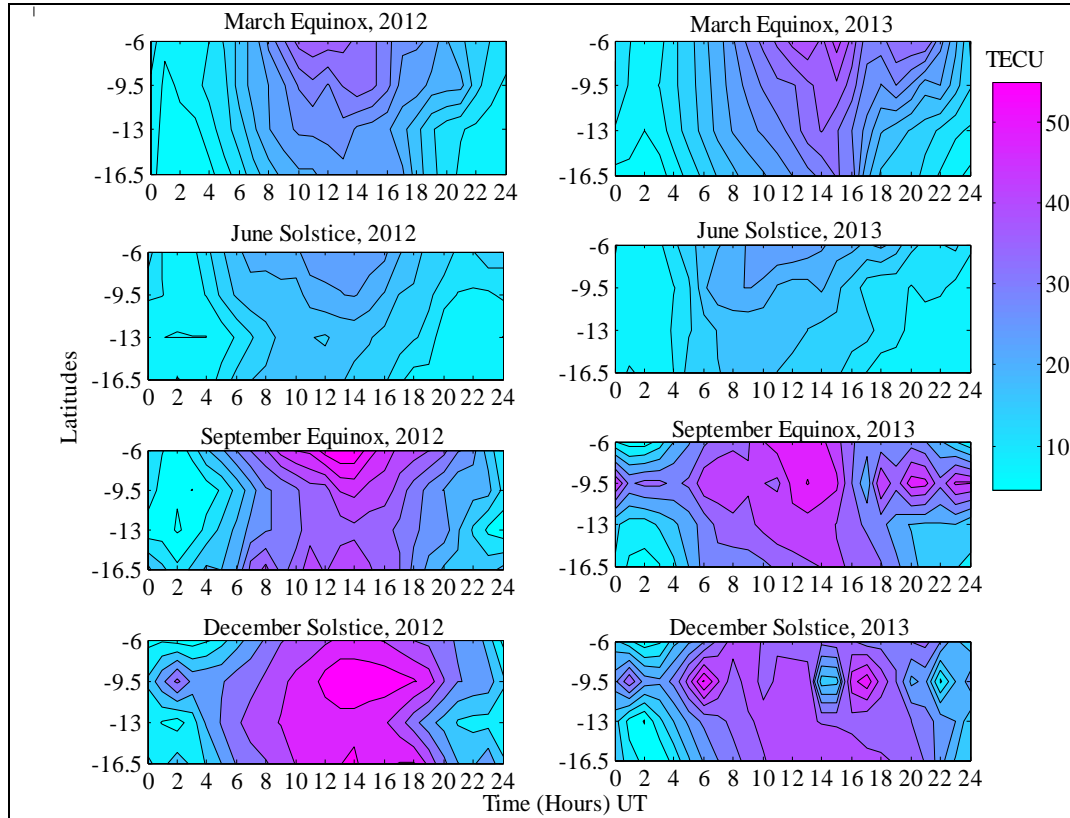 March Equinox, 2012
-6
-9.5
-13
-16.5
0 2 4 6 8 10 12 14 16 18 20 22 24
March Equinox, 2013
-6
-9.5
-13
-16.5
0 2 4 6 8 10 12 14 16 18 20 22 24
TECU
50
40
30
20
10
June Solstice, 2012
-6
-9.5
-13
-16.5
0 2 4 6 8 10 12 14 16 18 20 22 24
June Solstice, 2013
-6
-9.5
-13
-16.5
0 2 4 6 8 10 12 14 16 18 20 22 24
Latitudes
September Equinox, 2012
-6
-9.5
-13
-16.5
0 2 4 6 8 10 12 14 16 18 20 22 24
September Equinox, 2013
-6
-9.5
-13
-16.5
0 2 4 6 8 10 12 14 16 18 20 22 24
December Solstice, 2012
-6
-9.5
-13
-16.5
0 2 4 6 8 10 12 14 16 18 20 22 24
December Solstice, 2013
-6
-9.5
-13
-16.5
0 2 4 6 8 10 12 14 16 18 20 22 24
Time (Hours) UT